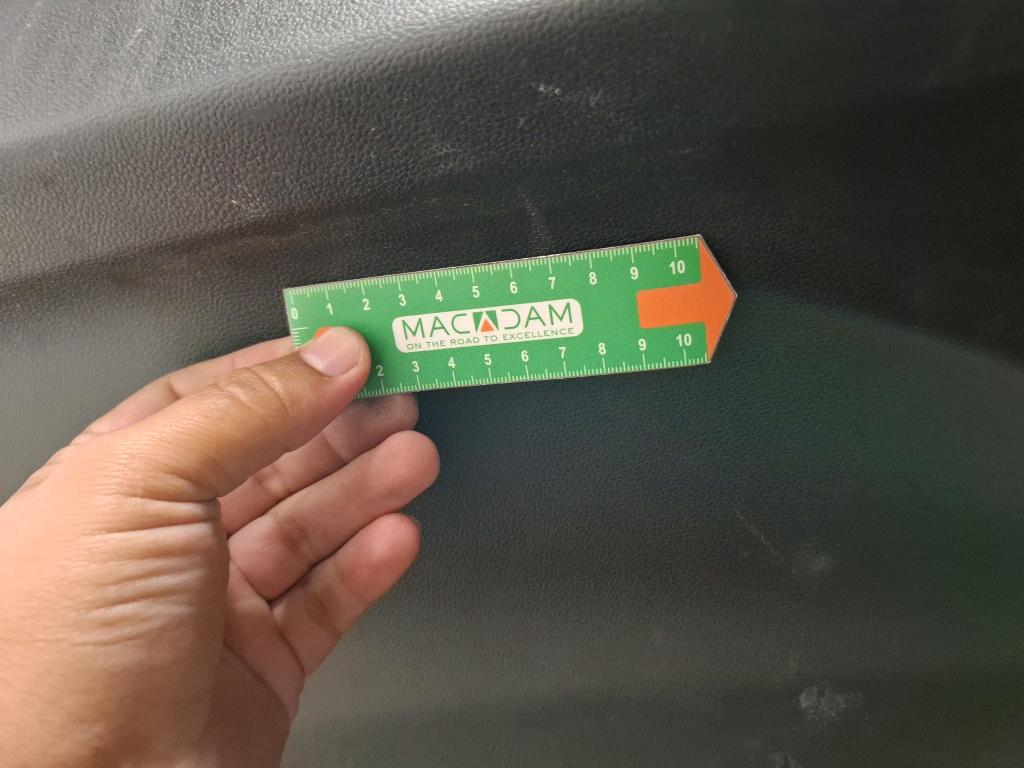 0 1 2 3 4 5 6 7 8 9 10
MACADAM
ON THE ROAD TO EXCELLENCE
2 3 4 5 6 7 8 9 10